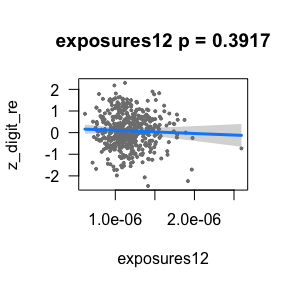 exposures12 p = 0.3917
z_digit_re
2
1
0
-1
-2
1.0e-06 2.0e-06
exposures12